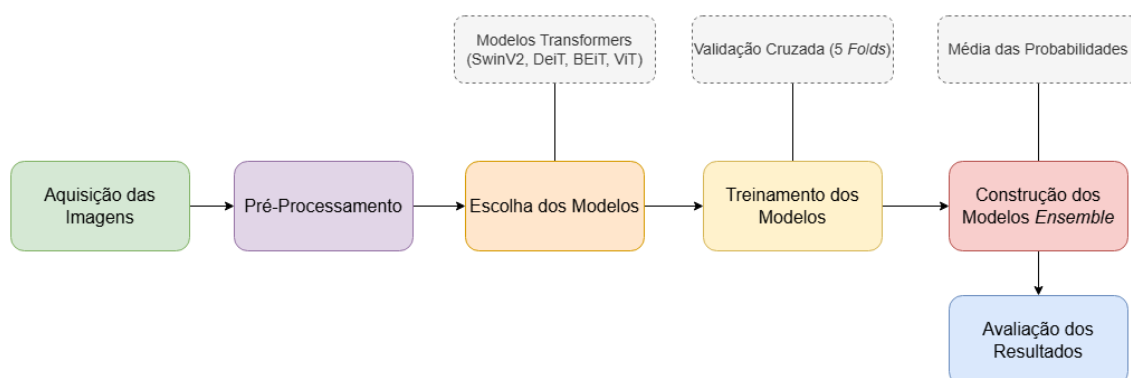 Modelos Transformers
(SwinV2, DeiT, BEiT, ViT)
Validação Cruzada (5 Folds)
Média das Probabilidades
Aquisição das
Imagens
Pré-Processamento
Escolha dos Modelos
Treinamento dos
Modelos
Construção dos
Modelos Ensemble
Avaliação dos
Resultados